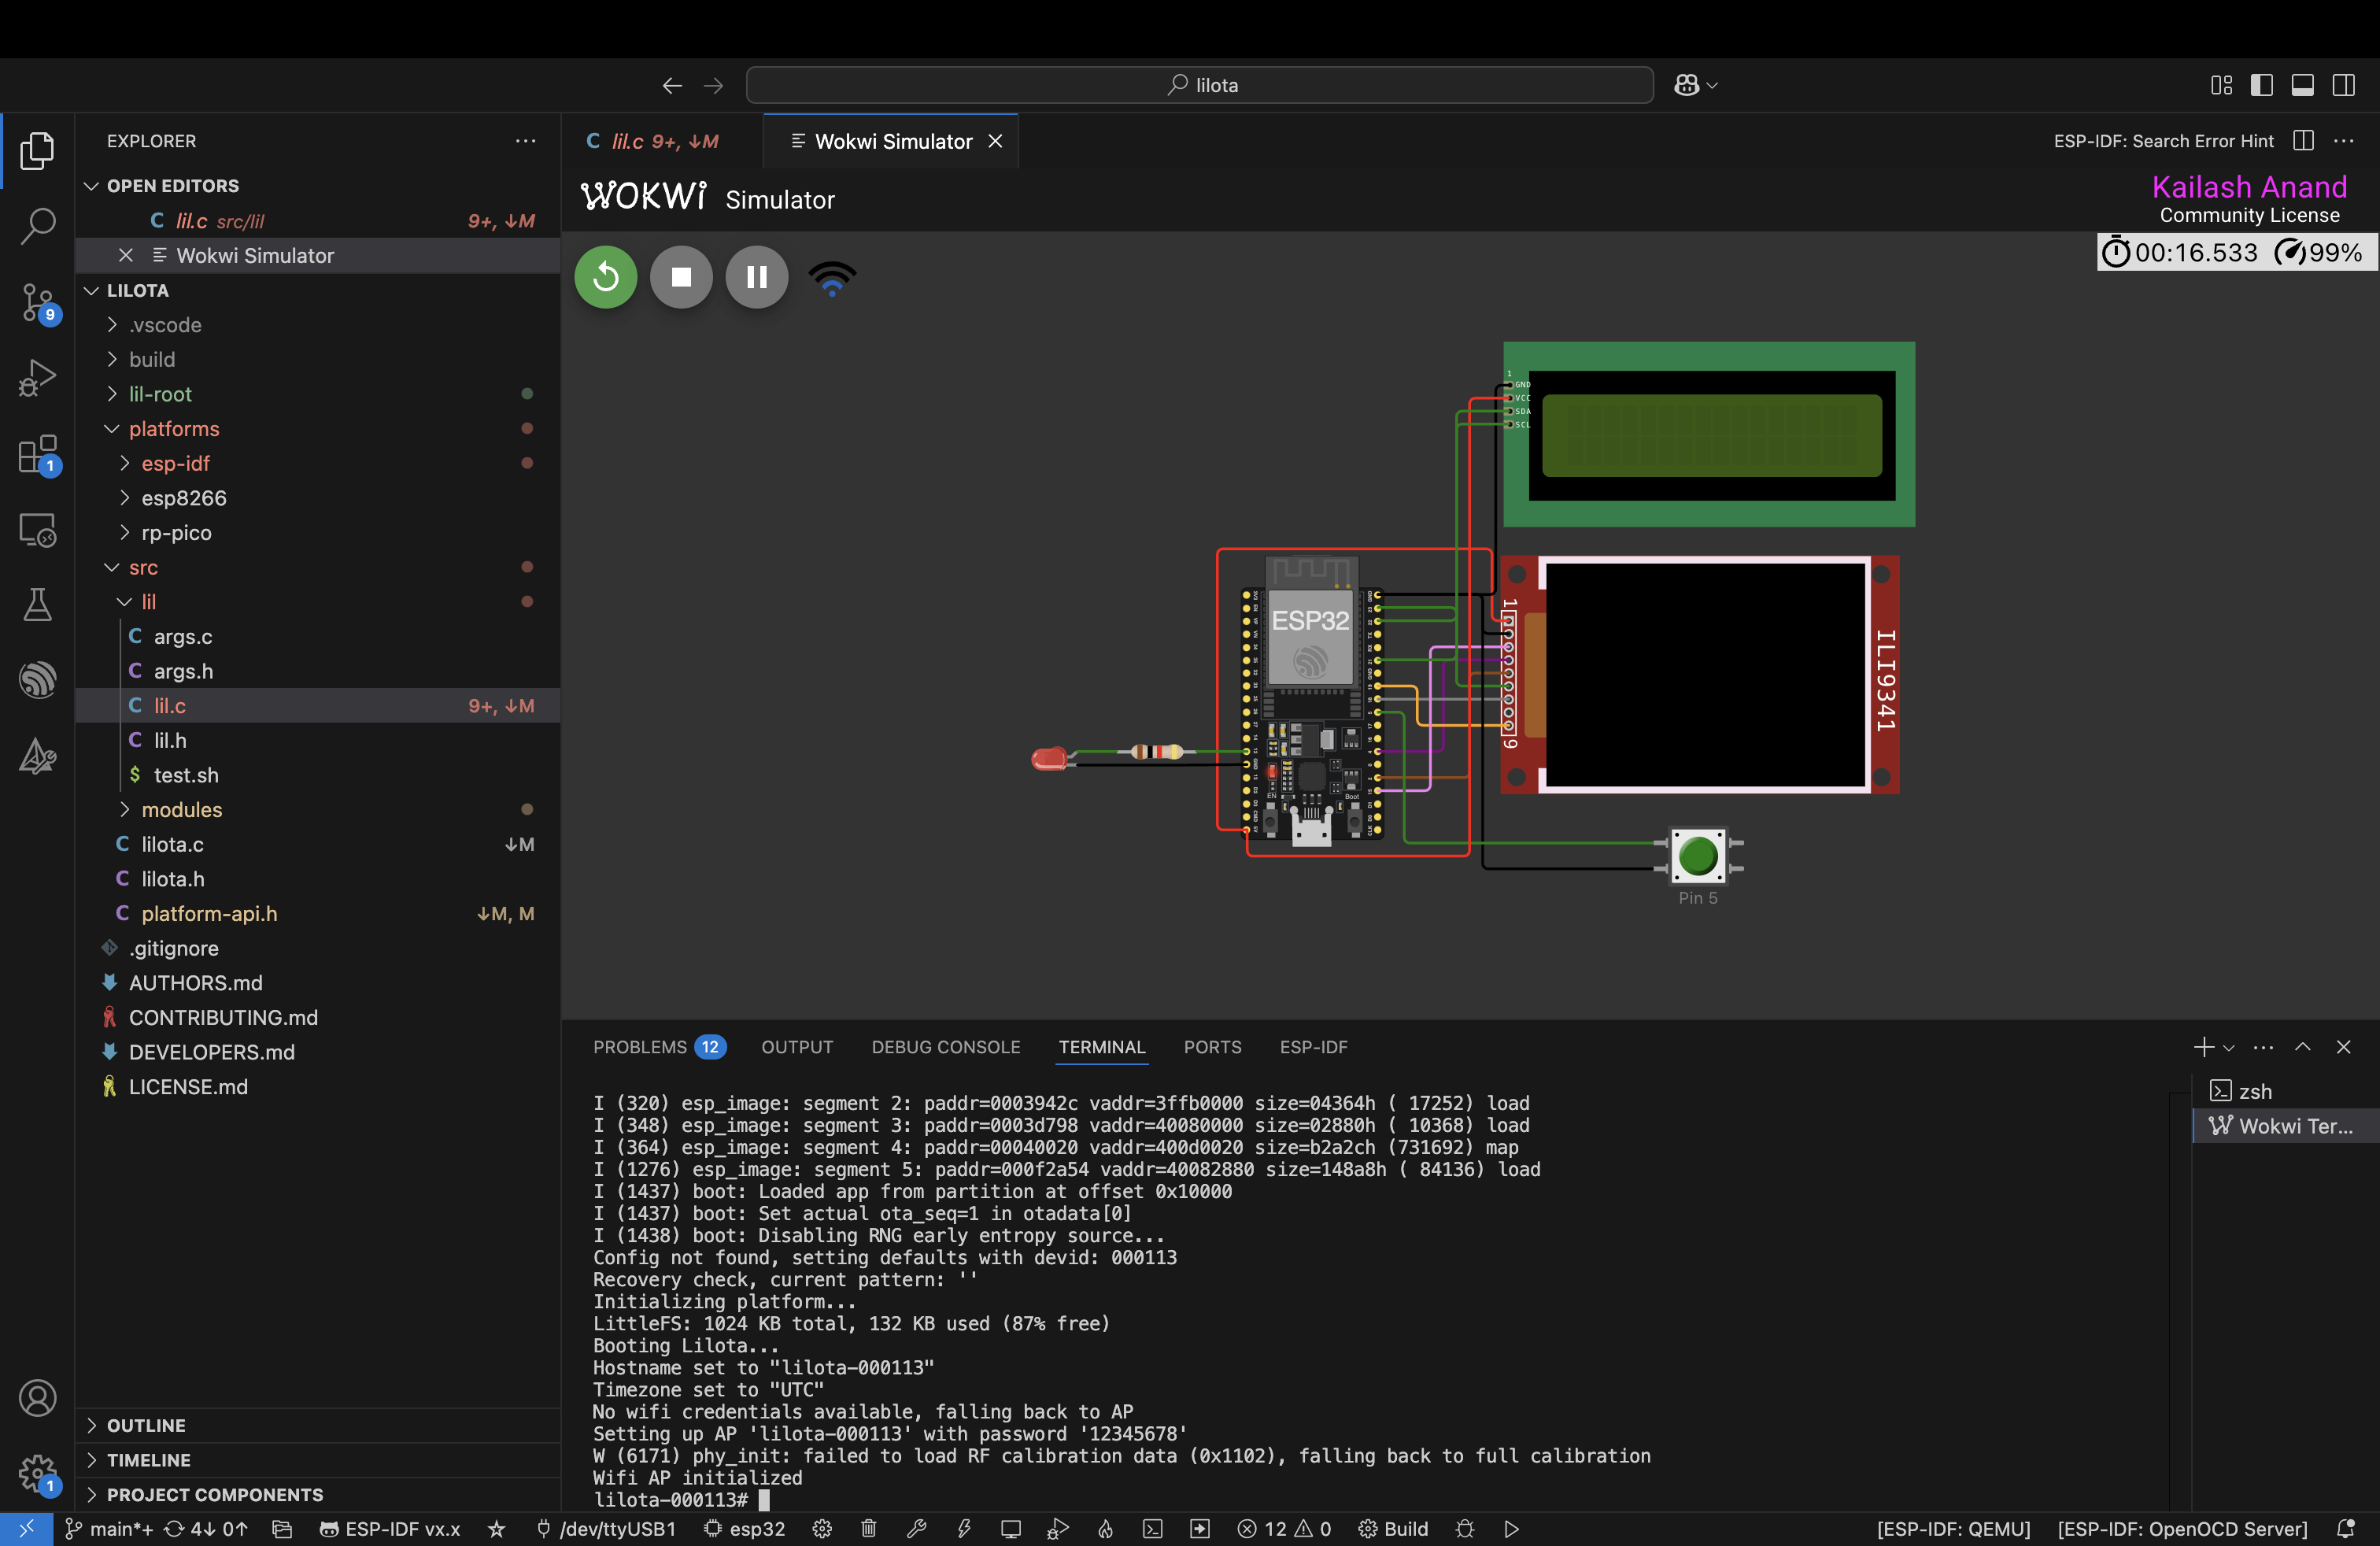 lilota
EXPLORER
OPEN EDITORS
lil.c src/lil 9+, ↓M
Wokwi Simulator
LILOTA
.vscode
build
lil-root
platforms
esp-idf
esp8266
rp-pico
src
lil
args.c
args.h
lil.c 9+, ↓M
lil.h
test.sh
modules
lilota.c ↓M
lilota.h
platform-api.h ↓M, M
.gitignore
AUTHORS.md
CONTRIBUTING.md
DEVELOPERS.md
LICENSE.md
OUTLINE
TIMELINE
PROJECT COMPONENTS
9
1
1
lil.c 9+, ↓M
Wokwi Simulator
ESP-IDF: Search Error Hint
WOKWi Simulator
Kailash Anand
Community License
00:16.533 99%
1
GND
VCC
SDA
SCL
ESP32
EN
Boot
1
9
ILI9341
Pin 5
PROBLEMS 12 OUTPUT DEBUG CONSOLE TERMINAL PORTS ESP-IDF
I (320) esp_image: segment 2: paddr=0003942c vaddr=3ffb0000 size=04364h ( 17252) load
I (348) esp_image: segment 3: paddr=0003d798 vaddr=40080000 size=02880h ( 10368) load
I (364) esp_image: segment 4: paddr=00040020 vaddr=400d0020 size=b2a2ch (731692) map
I (1276) esp_image: segment 5: paddr=000f2a54 vaddr=40082880 size=148a8h ( 84136) load
I (1437) boot: Loaded app from partition at offset 0x10000
I (1437) boot: Set actual ota_seq=1 in otadata[0]
I (1438) boot: Disabling RNG early entropy source...
Config not found, setting defaults with devid: 000113
Recovery check, current pattern: ''
Initializing platform...
LittleFS: 1024 KB total, 132 KB used (87% free)
Booting Lilota...
Hostname set to "lilota-000113"
Timezone set to "UTC"
No wifi credentials available, falling back to AP
Setting up AP 'lilota-000113' with password '12345678'
W (6171) phy_init: failed to load RF calibration data (0x1102), falling back to full calibration
Wifi AP initialized
lilota-000113#
zsh
Wokwi Ter...
main*+ 4↓ 0↑ ESP-IDF vx.x /dev/ttyUSB1 esp32 12 0 Build [ESP-IDF: QEMU] [ESP-IDF: OpenOCD Server]